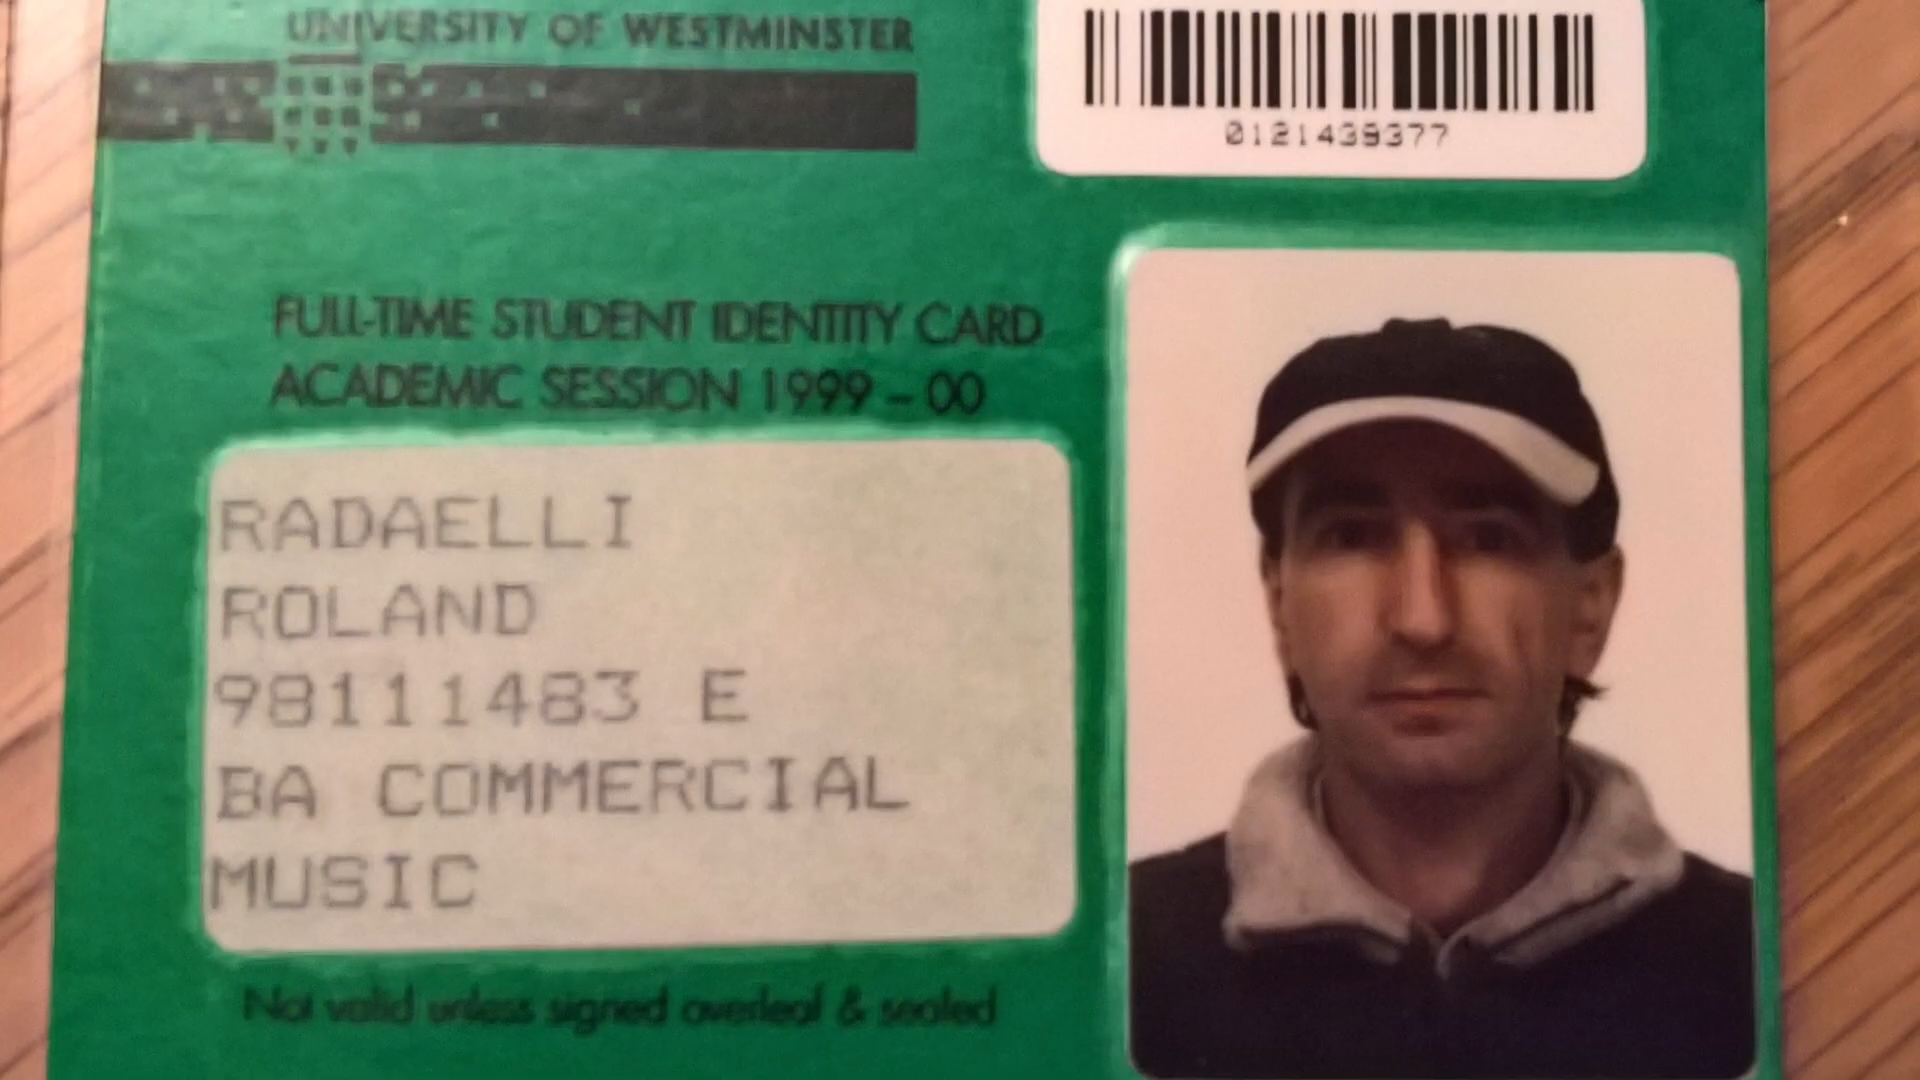 UNIVERSITY OF WESTMINSTER
0121439377
FULL-TIME STUDENT IDENTITY CARD
ACADEMIC SESSION 1999 – 00
RADAELLI
ROLAND
98111483 E
BA COMMERCIAL
MUSIC
Not valid unless signed overleaf & sealed